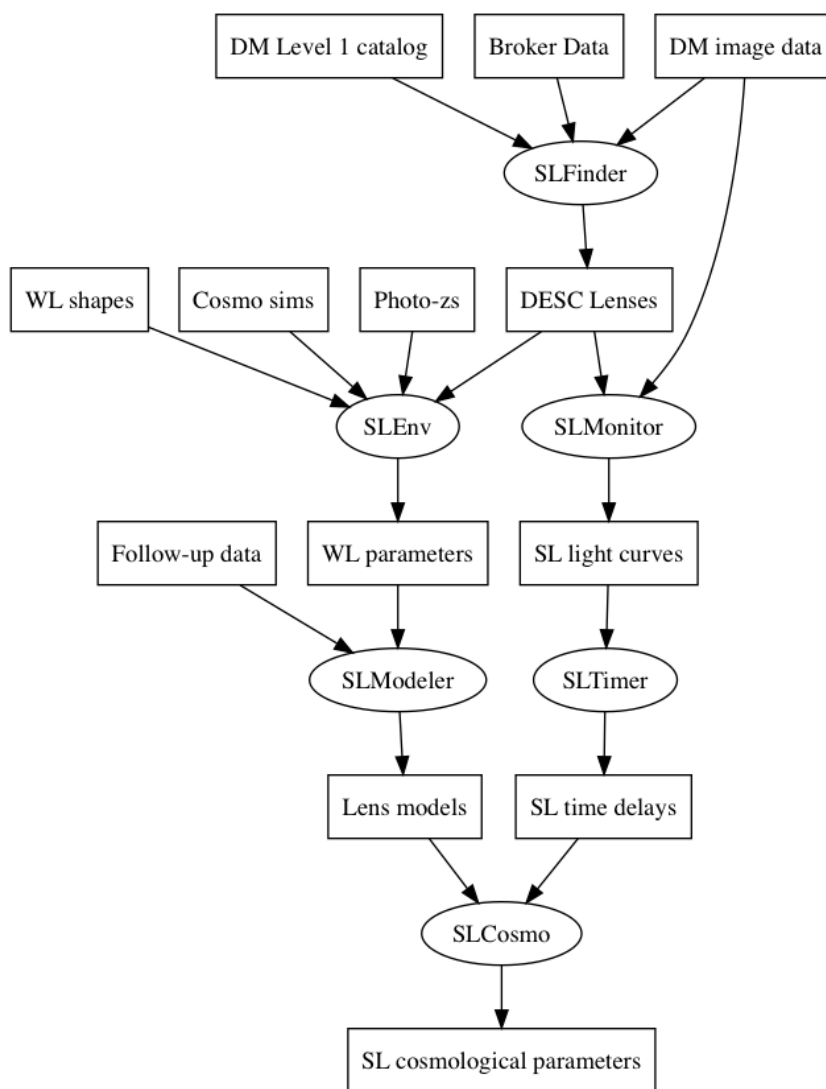 DM Level 1 catalog
Broker Data
DM image data
SLFinder
WL shapes
Cosmo sims
Photo-zs
DESC Lenses
SLEnv
SLMonitor
Follow-up data
WL parameters
SL light curves
SLModeler
SLTimer
Lens models
SL time delays
SLCosmo
SL cosmological parameters